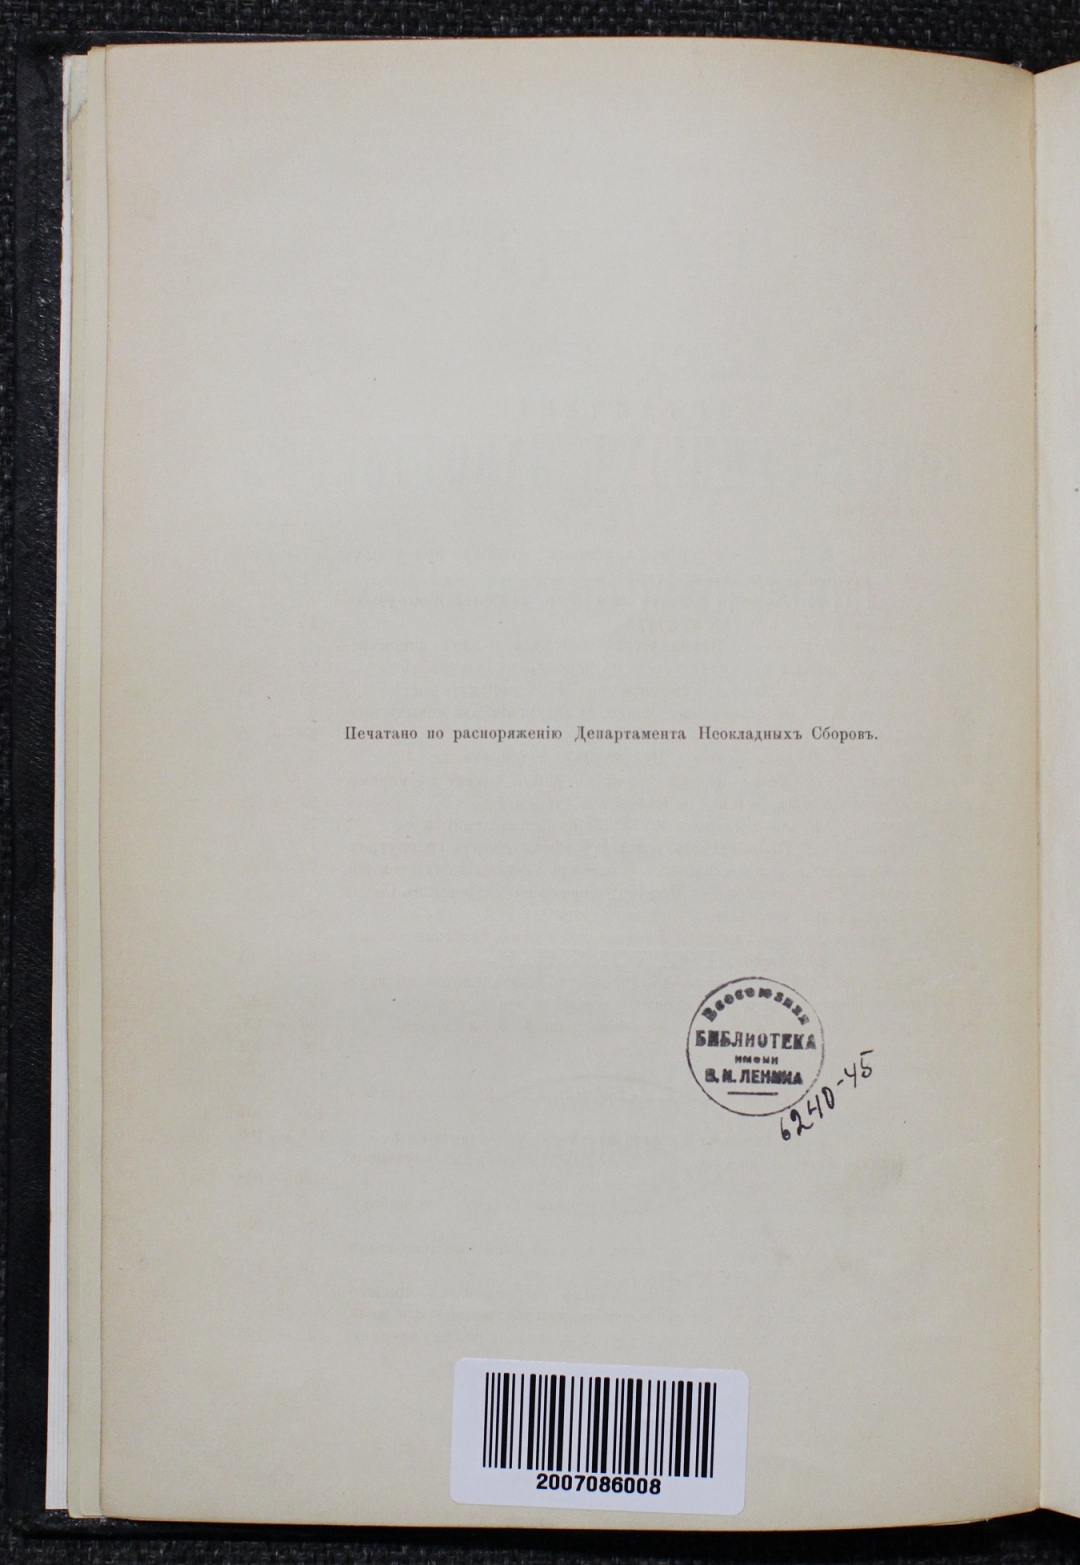 Печатано по распоряженію Департамента Неокладныхъ Сборовъ.
Всесоюзная
БИБЛИОТЕКА
имени
В. И. ЛЕНИНА
6240-45
2007086008